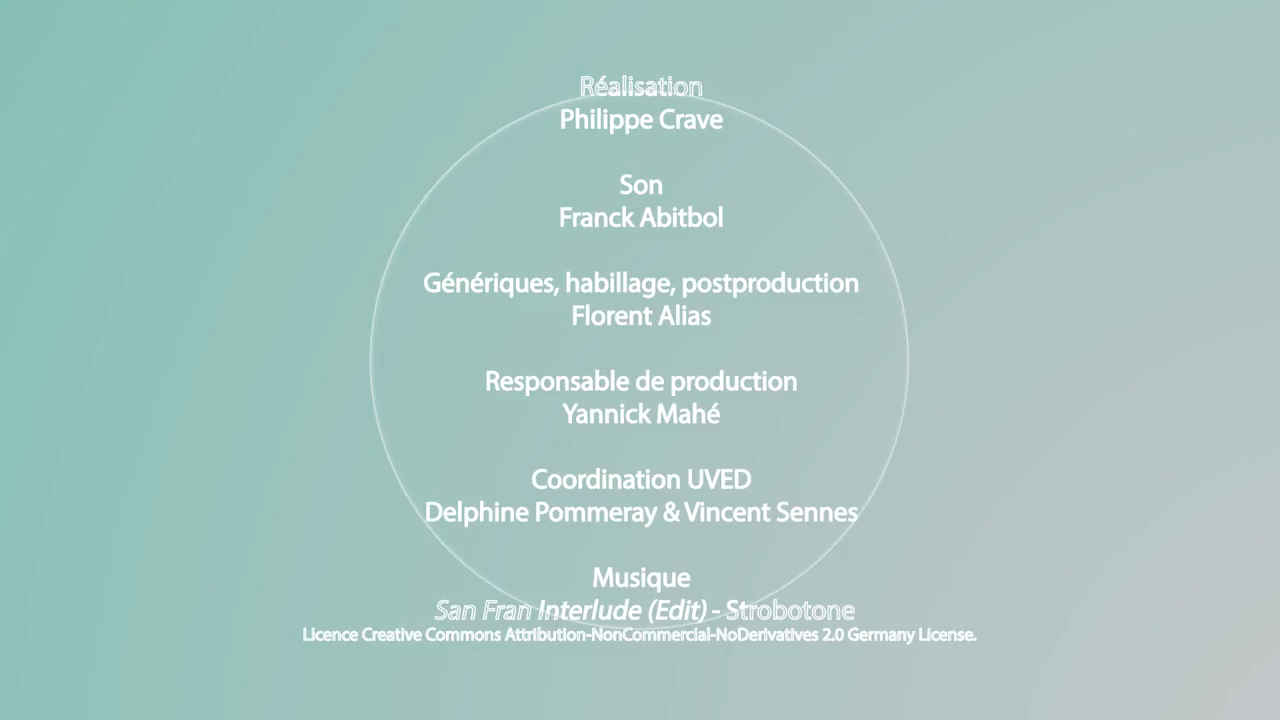 Réalisation
Philippe Crave
Son
Franck Abitbol
Génériques, habillage, postproduction
Florent Alias
Responsable de production
Yannick Mahé
Coordination UVED
Delphine Pommeray & Vincent Sennes
Musique
San Fran Interlude (Edit) - Strobotone
Licence Creative Commons Attribution-NonCommercial-NoDerivatives 2.0 Germany License.